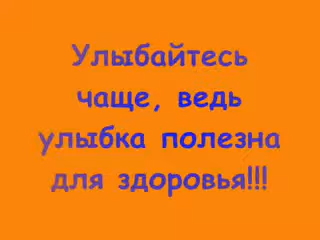 Улыбайтесь
чаще, ведь
улыбка полезна
для здоровья!!!